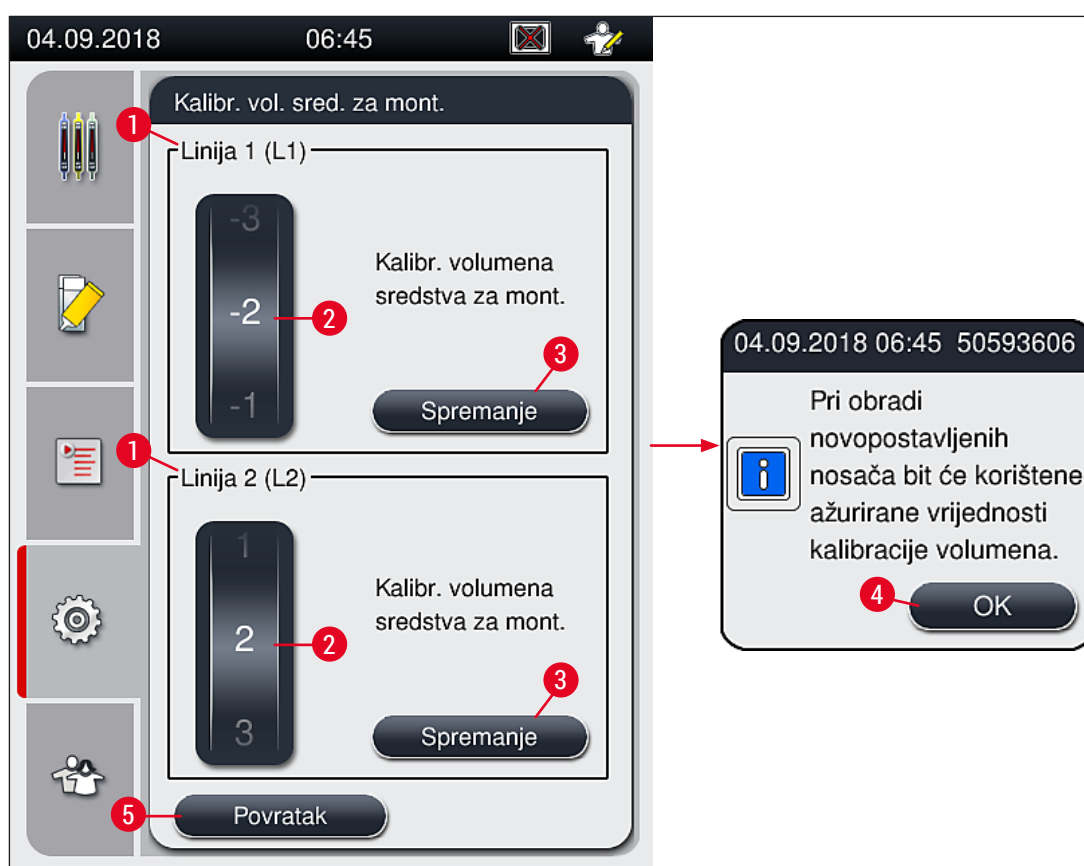 04.09.2018 06:45
Kalibr. vol. sred. za mont.
1
Linija 1 (L1)
-3
-2
-1
2
Kalibr. volumena
sredstva za mont.
3
Spremanje
1
Linija 2 (L2)
1
2
3
2
Kalibr. volumena
sredstva za mont.
3
Spremanje
5
Povratak
04.09.2018 06:45 50593606
i
Pri obradi
novopostavljenih
nosača bit će korištene
ažurirane vrijednosti
kalibracije volumena.
4
OK